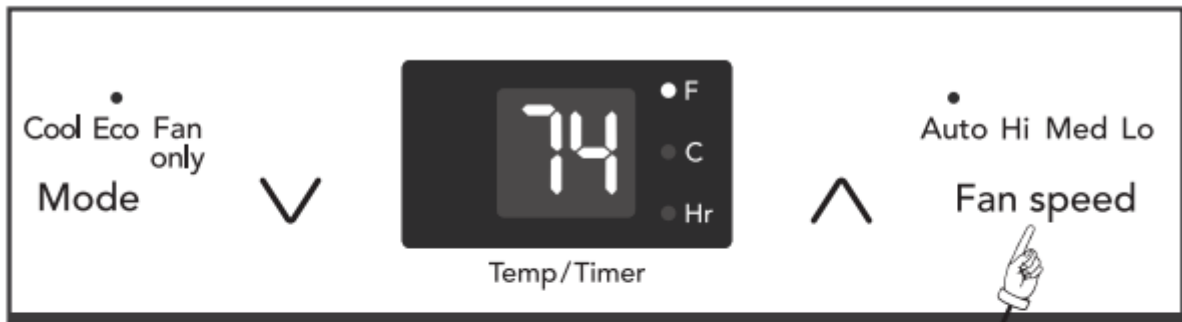 Cool Eco Fan only
Mode
74
F
C
Hr
Temp/Timer
Auto Hi Med Lo
Fan speed